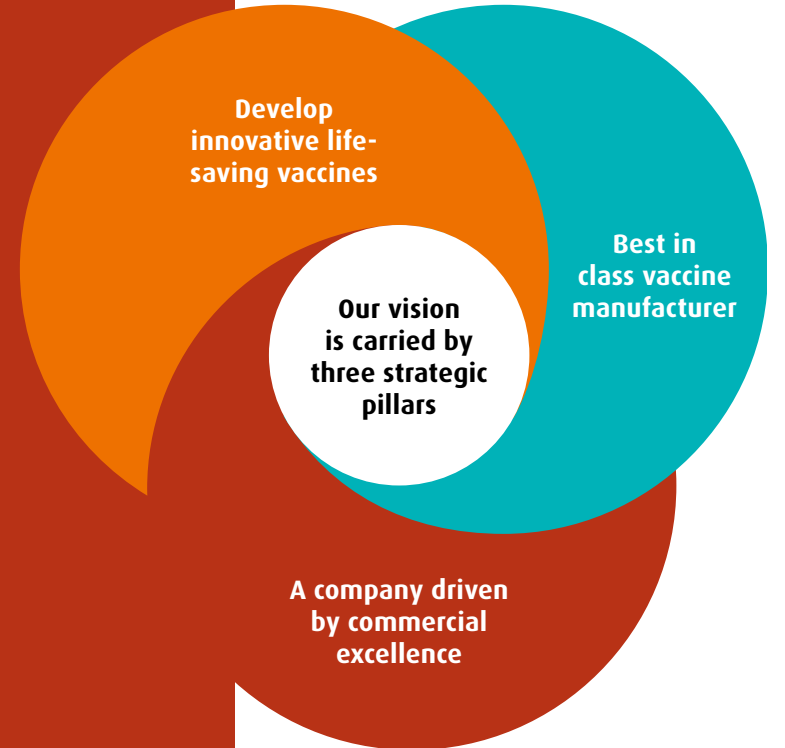 Develop
innovative life-
saving vaccines
Best in
class vaccine
manufacturer
Our vision
is carried by
three strategic
pillars
A company driven
by commercial
excellence